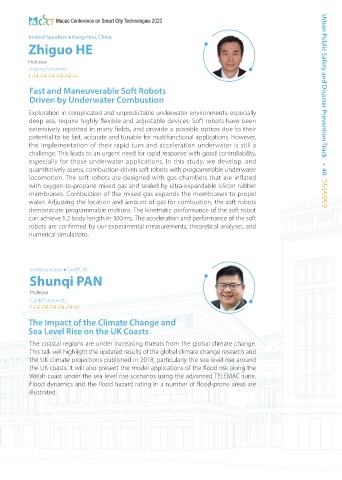 Macao Conference on Smart City Technologies 2022
Invited Speakers ● Hangzhou, China
Zhiguo HE
Professor
Zhejiang University
Fast and Maneuverable Soft Robots
Driven by Underwater Combustion
Exploration in complicated and unpredictable underwater environments, especially
deep sea, require highly flexible and adjustable devices. Soft robots have been
extensively reported in many fields, and provide a possible option due to their
potential to be fast, accurate and tunable for multifunctional applications. However,
the implementation of their rapid turn and acceleration underwater is still a
challenge. This leads to an urgent need for rapid response with good controllability,
especially for those underwater applications. In this study, we develop, and
quantitatively assess, combustion-driven soft robots with programmable underwater
locomotion. The soft robots are designed with gas chambers that are inflated
with oxygen-to-propane mixed gas and sealed by ultra-expandable silicon rubber
membranes. Combustion of the mixed gas expands the membranes to propel
water. Adjusting the location and amount of gas for combustion, the soft robots
demonstrate programmable motions. The kinematic performance of the soft robot
can achieve 1.2 body length in 300 ms. The acceleration and performance of the soft
robots are confirmed by our experimental measurements, theoretical analyses, and
numerical simulations.
Invited Speakers ● Cardiff, UK
Shunqi PAN
Professor
Cardiff University
The Impact of the Climate Change and
Sea Level Rise on the UK Coasts
The coastal regions are under increasing threats from the global climate change.
This talk will highlight the updated results of the global climate change research and
the UK climate projections published in 2018, particularly the sea level rise around
the UK coasts. It will also present the model applications of the flood risk along the
Welsh coast under the sea level rise scenarios using the advanced TELEMAC suite.
Flood dynamics and the flood hazard rating in a number of flood-prone areas are
illustrated.
Urban Public Safety and Disaster Prevention Track • 40